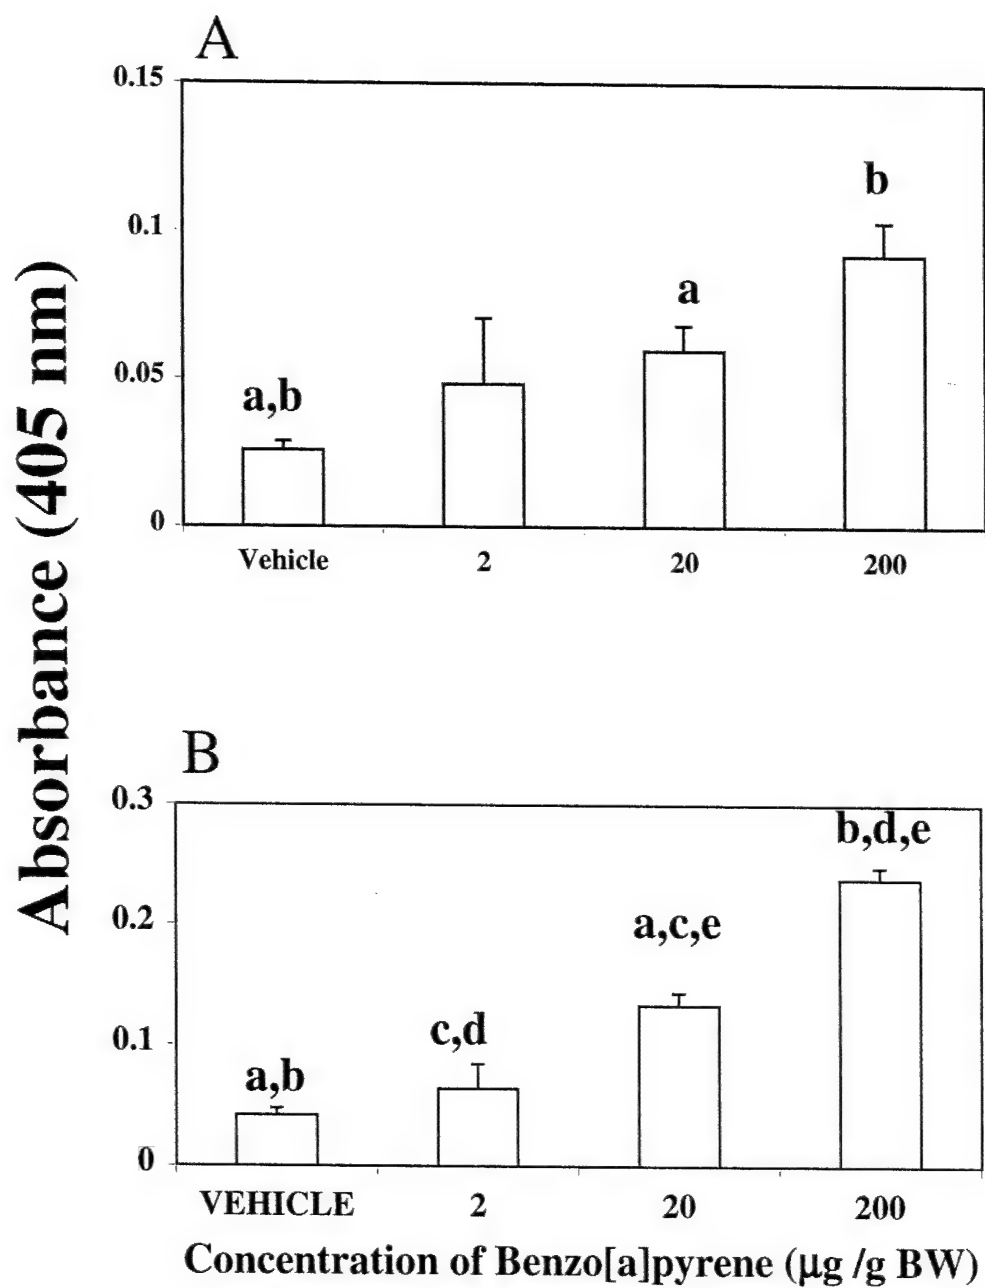 A
0.15
0.1
0.05
0
b
a
a,b
Vehicle 2 20 200
Absorbance (405 nm)
B
0.3
0.2
0.1
0
b,d,e
a,c,e
c,d
a,b
VEHICLE 2 20 200
Concentration of Benzo[a]pyrene (µg /g BW)